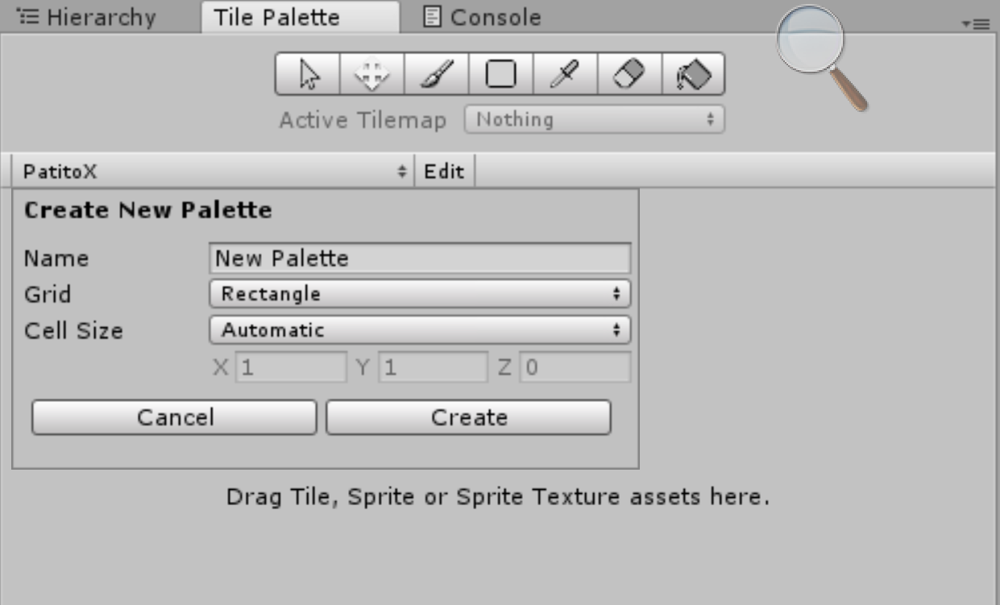 Hierarchy Tile Palette Console
Active Tilemap Nothing
PatitoX Edit
Create New Palette
Name New Palette
Grid Rectangle
Cell Size Automatic
X 1 Y 1 Z 0
Cancel Create
Drag Tile, Sprite or Sprite Texture assets here.